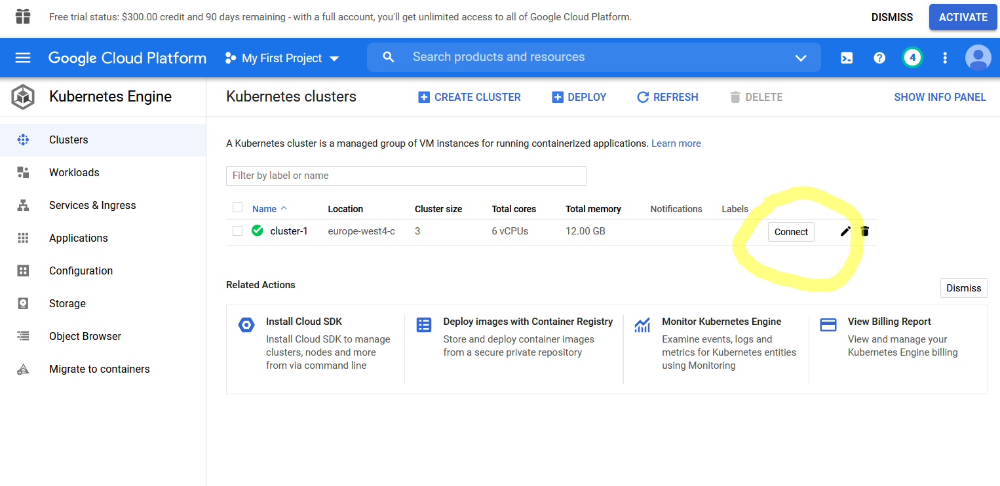 Free trial status: $300.00 credit and 90 days remaining - with a full account, you'll get unlimited access to all of Google Cloud Platform.
DISMISS
ACTIVATE
Google Cloud Platform
My First Project
Search products and resources
4
Kubernetes Engine
Kubernetes clusters
CREATE CLUSTER
DEPLOY
REFRESH
DELETE
SHOW INFO PANEL
Clusters
Workloads
Services & Ingress
Applications
Configuration
Storage
Object Browser
Migrate to containers
A Kubernetes cluster is a managed group of VM instances for running containerized applications. Learn more
Filter by label or name
Name Location Cluster size Total cores Total memory Notifications Labels
cluster-1 europe-west4-c 3 6 vCPUs 12.00 GB Connect
Related Actions
Dismiss
Install Cloud SDK
Install Cloud SDK to manage
clusters, nodes and more
from via command line
Deploy images with Container Registry
Store and deploy container images
from a secure private repository
Monitor Kubernetes Engine
Examine events, logs and
metrics for Kubernetes entities
using Monitoring
View Billing Report
View and manage your
Kubernetes Engine billing